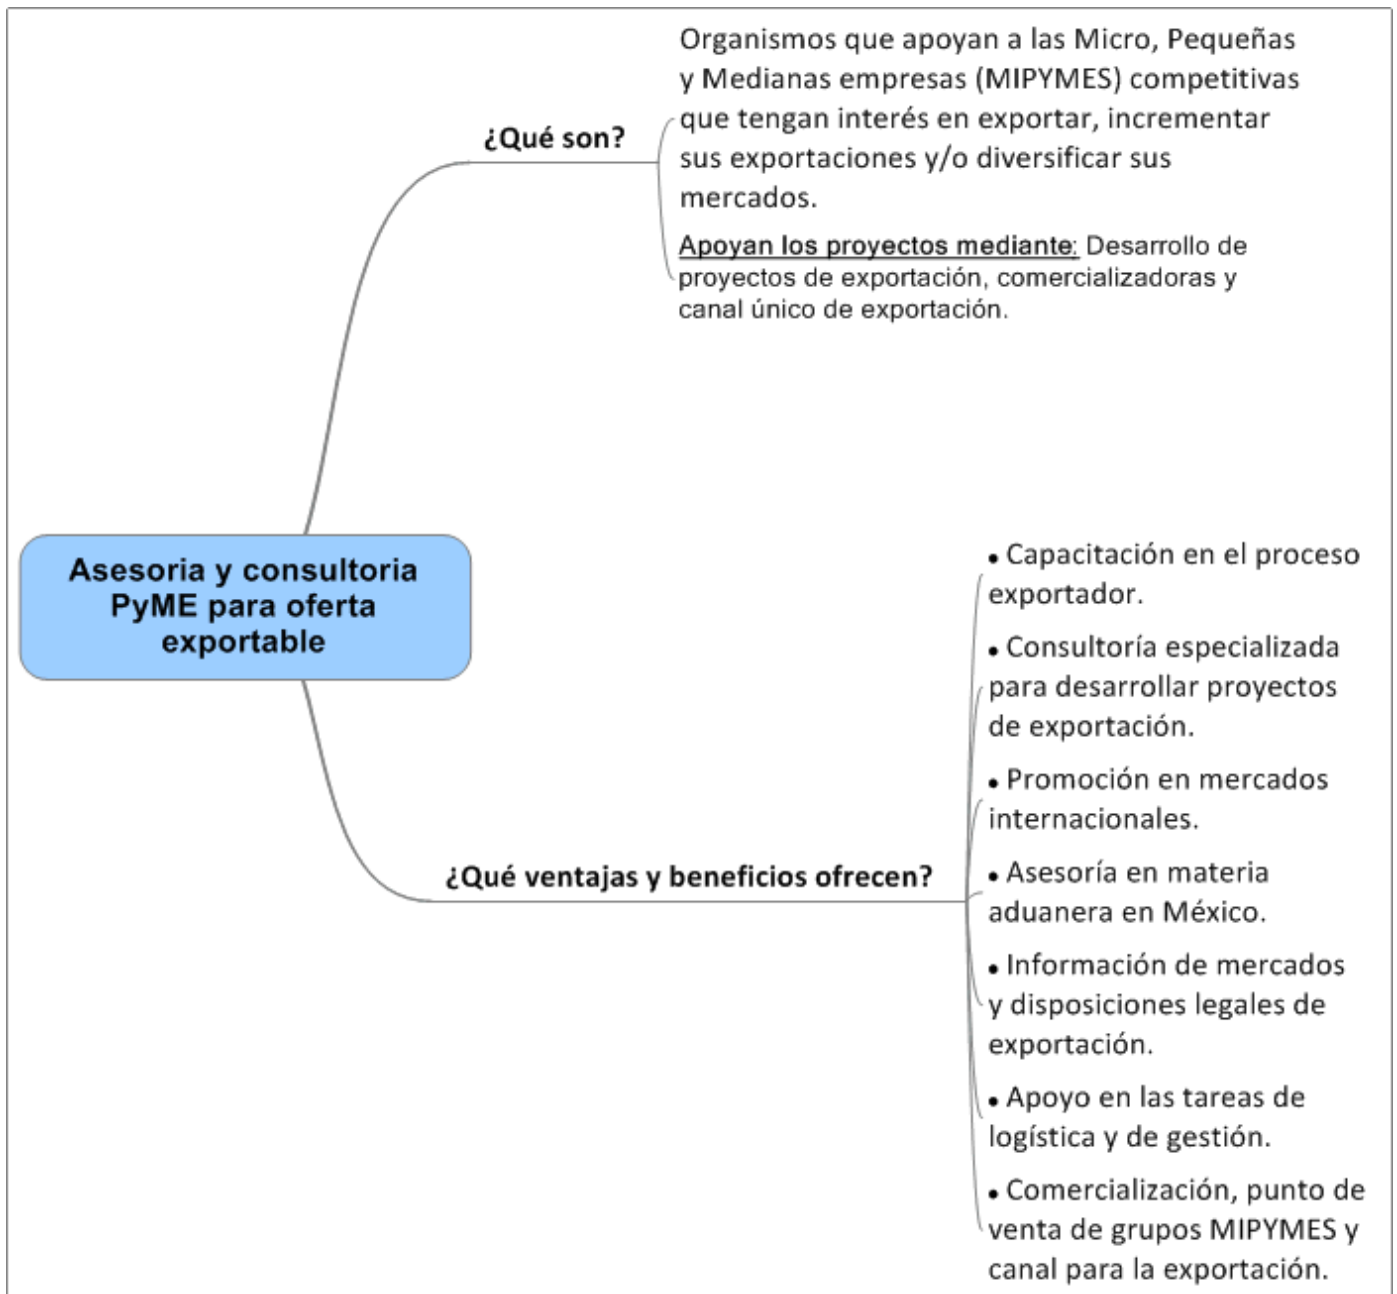 Organismos que apoyan a las Micro, Pequeñas
y Medianas empresas (MIPYMES) competitivas
que tengan interés en exportar, incrementar
sus exportaciones y/o diversificar sus
mercados.
¿Qué son?
Apoyan los proyectos mediante: Desarrollo de
proyectos de exportación, comercializadoras y
canal único de exportación.
Asesoria y consultoria
PyME para oferta
exportable
¿Qué ventajas y beneficios ofrecen?
• Capacitación en el proceso
exportador.
• Consultoría especializada
para desarrollar proyectos
de exportación.
• Promoción en mercados
internacionales.
• Asesoría en materia
aduanera en México.
• Información de mercados
y disposiciones legales de
exportación.
• Apoyo en las tareas de
logística y de gestión.
• Comercialización, punto de
venta de grupos MIPYMES y
canal para la exportación.